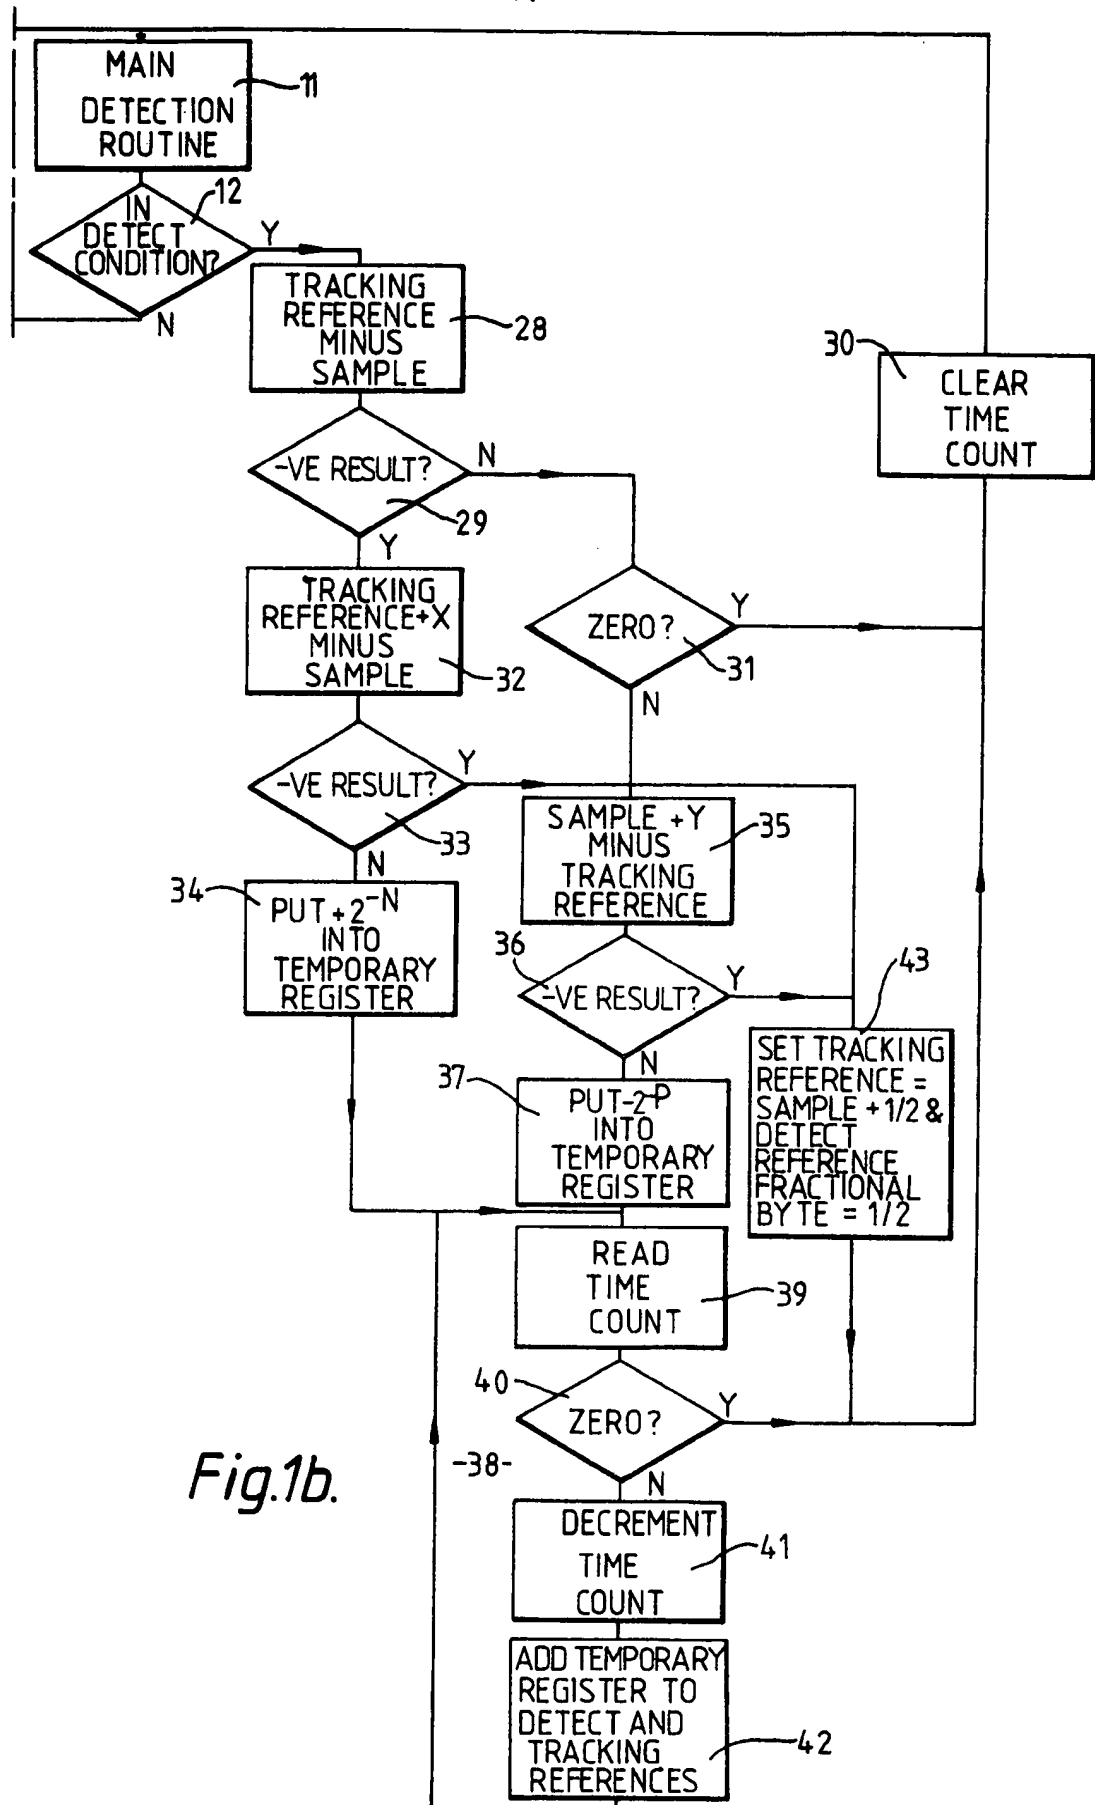 MAIN
DETECTION
ROUTINE
11
IN
DETECT
CONDITION?
12
Y
N
TRACKING
REFERENCE
MINUS
SAMPLE
28
-VE RESULT?
29
N
Y
30
CLEAR
TIME
COUNT
TRACKING
REFERENCE+X
MINUS
SAMPLE
32
ZERO?
31
Y
N
-VE RESULT?
33
Y
N
34
PUT +2^-N
INTO
TEMPORARY
REGISTER
SAMPLE +Y
MINUS
TRACKING
REFERENCE
35
36
-VE RESULT?
Y
N
43
SET TRACKING
REFERENCE =
SAMPLE +1/2 &
DETECT
REFERENCE
FRACTIONAL
BYTE = 1/2
37
PUT-2^-P
INTO
TEMPORARY
REGISTER
READ
TIME
COUNT
39
40
ZERO?
Y
N
-38-
Fig.1b.
DECREMENT
TIME
COUNT
41
ADD TEMPORARY
REGISTER TO
DETECT AND
TRACKING
REFERENCES
42